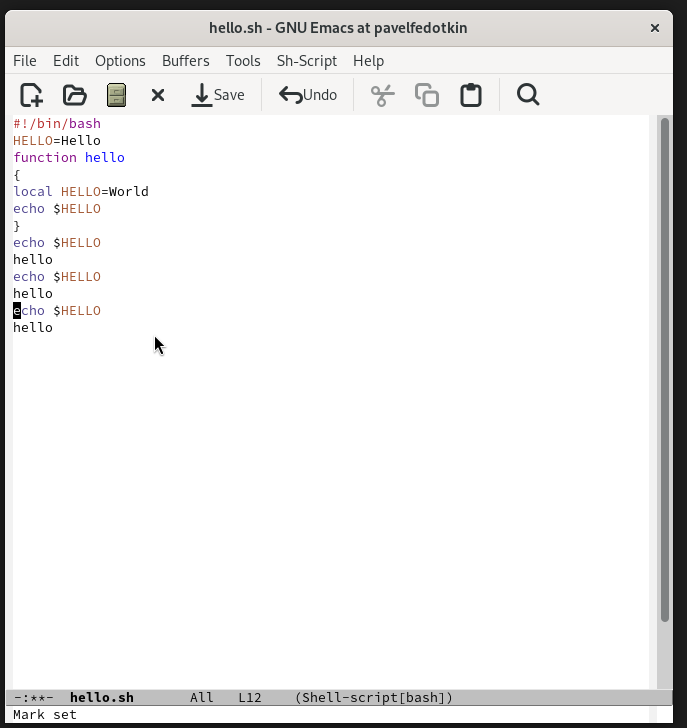 hello.sh - GNU Emacs at pavelfedotkin
File Edit Options Buffers Tools Sh-Script Help
Save Undo
#!/bin/bash
HELLO=Hello
function hello
{
local HELLO=World
echo $HELLO
}
echo $HELLO
hello
echo $HELLO
hello
echo $HELLO
hello
-:**- hello.sh All L12 (Shell-script[bash])
Mark set